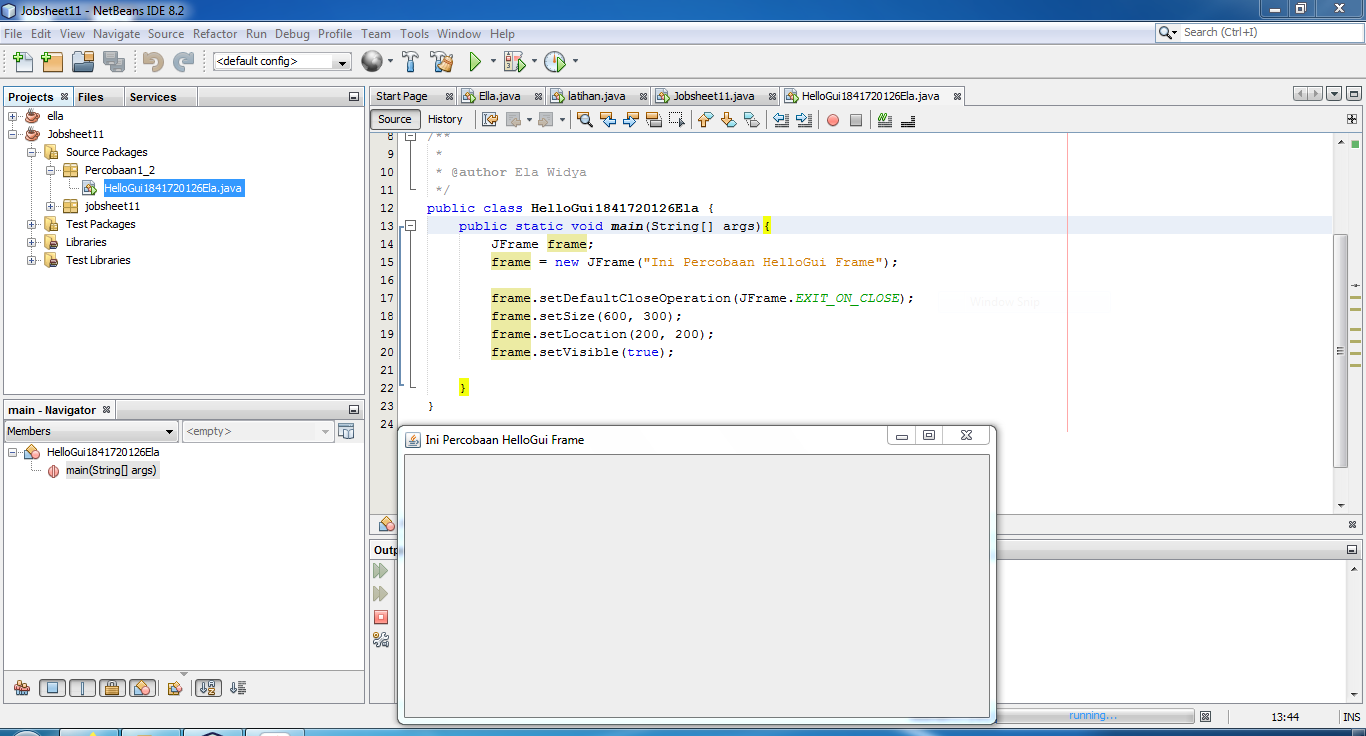 Jobsheet11 - NetBeans IDE 8.2
File Edit View Navigate Source Refactor Run Debug Profile Team Tools Window Help
Search (Ctrl+I)
<default config>
Projects Files Services
ella
Jobsheet11
Source Packages
Percobaan1_2
HelloGui1841720126Ela.java
jobsheet11
Test Packages
Libraries
Test Libraries
main - Navigator
Members <empty>
HelloGui1841720126Ela
main(String[] args)
Start Page Ella.java latihan.java Jobsheet11.java HelloGui1841720126Ela.java
Source History
8 /**
9 *
10 * @author Ela Widya
11 */
12 public class HelloGui1841720126Ela {
13 public static void main(String[] args){
14 JFrame frame;
15 frame = new JFrame("Ini Percobaan HelloGui Frame");
16
17 frame.setDefaultCloseOperation(JFrame.EXIT_ON_CLOSE);
18 frame.setSize(600, 300);
19 frame.setLocation(200, 200);
20 frame.setVisible(true);
21
22 }
23 }
24
Ini Percobaan HelloGui Frame
running...
13:44 INS